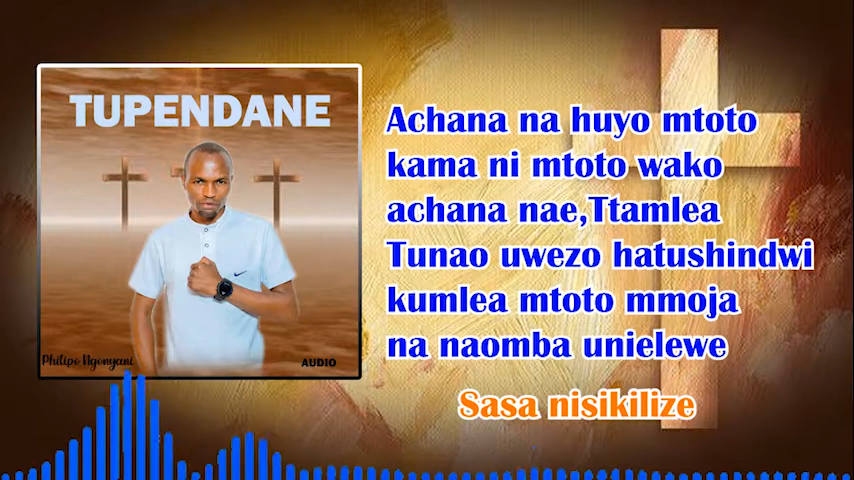 TUPENDANE
Philipo Ngonyani
AUDIO
Achana na huyo mtoto
kama ni mtoto wako
achana nae,Ttamlea
Tunao uwezo hatushindwi
kumlea mtoto mmoja
na naomba unielewe
Sasa nisikilize